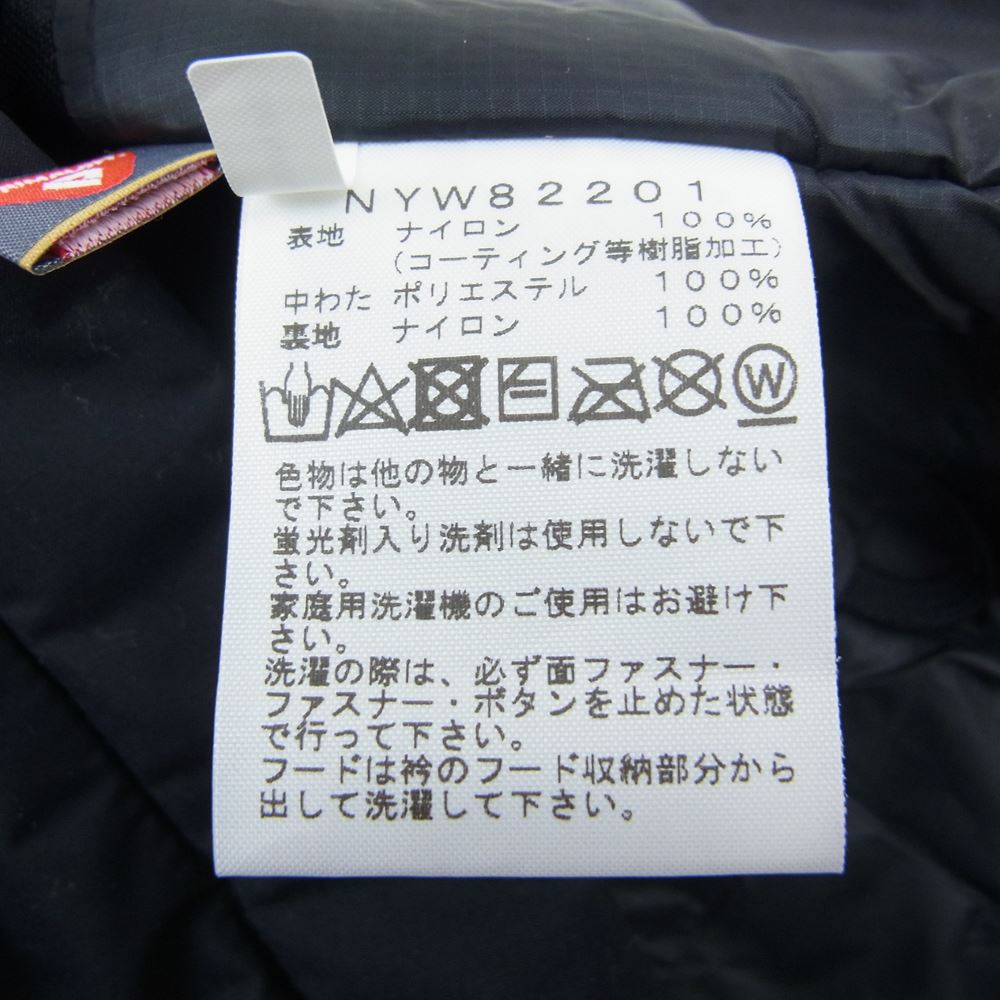 NYW82201
表地 ナイロン 100%
(コーティング等樹脂加工)
中わた ポリエステル 100%
裏地 ナイロン 100%
W
色物は他の物と一緒に洗濯しない
で下さい。
蛍光剤入り洗剤は使用しないで下
さい。
家庭用洗濯機のご使用はお避け下
さい。
洗濯の際は、必ず面ファスナー・
ファスナー・ボタンを止めた状態
で行って下さい。
フードは衿のフード収納部分から
出して洗濯して下さい。